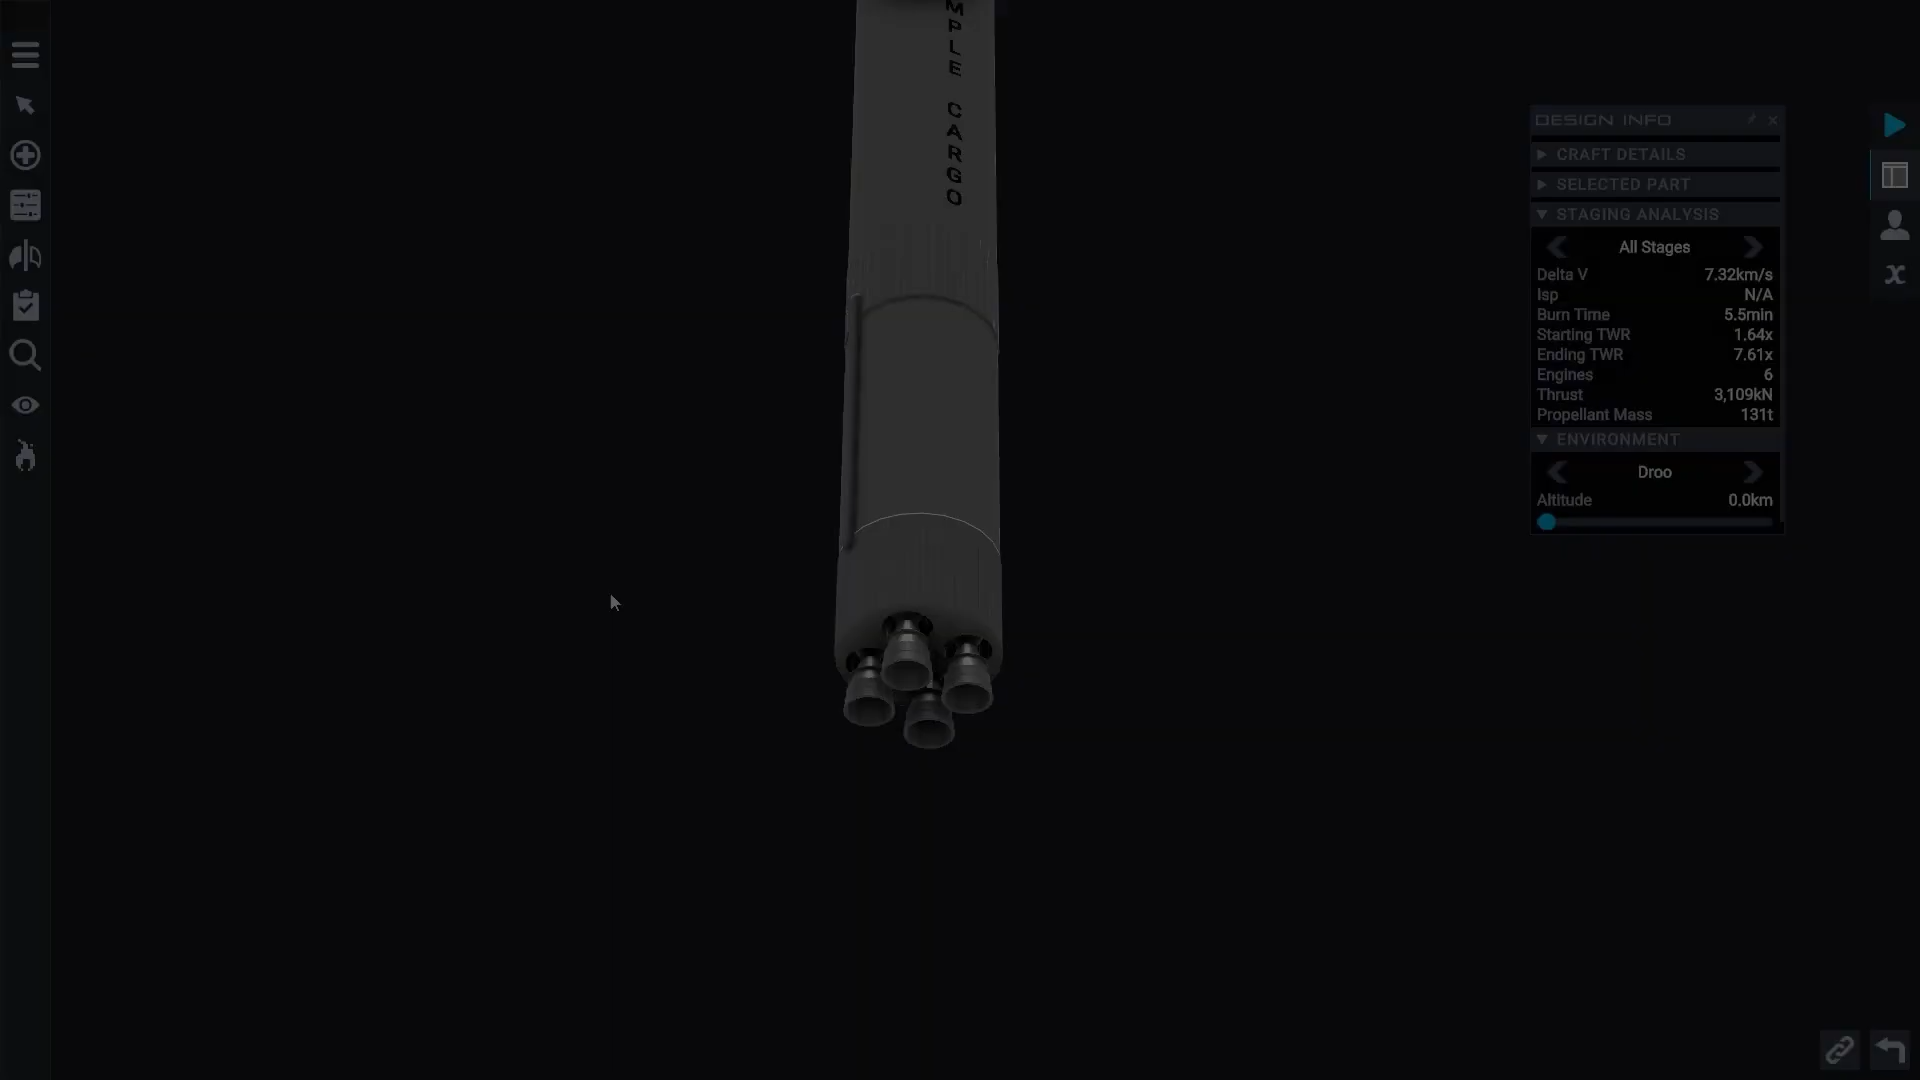 MPLE CARGO
DESIGN INFO
CRAFT DETAILS
SELECTED PART
STAGING ANALYSIS
All Stages
Delta V 7.32km/s
Isp N/A
Burn Time 5.5min
Starting TWR 1.64x
Ending TWR 7.61x
Engines 6
Thrust 3,109kN
Propellant Mass 131t
ENVIRONMENT
Droo
Altitude 0.0km